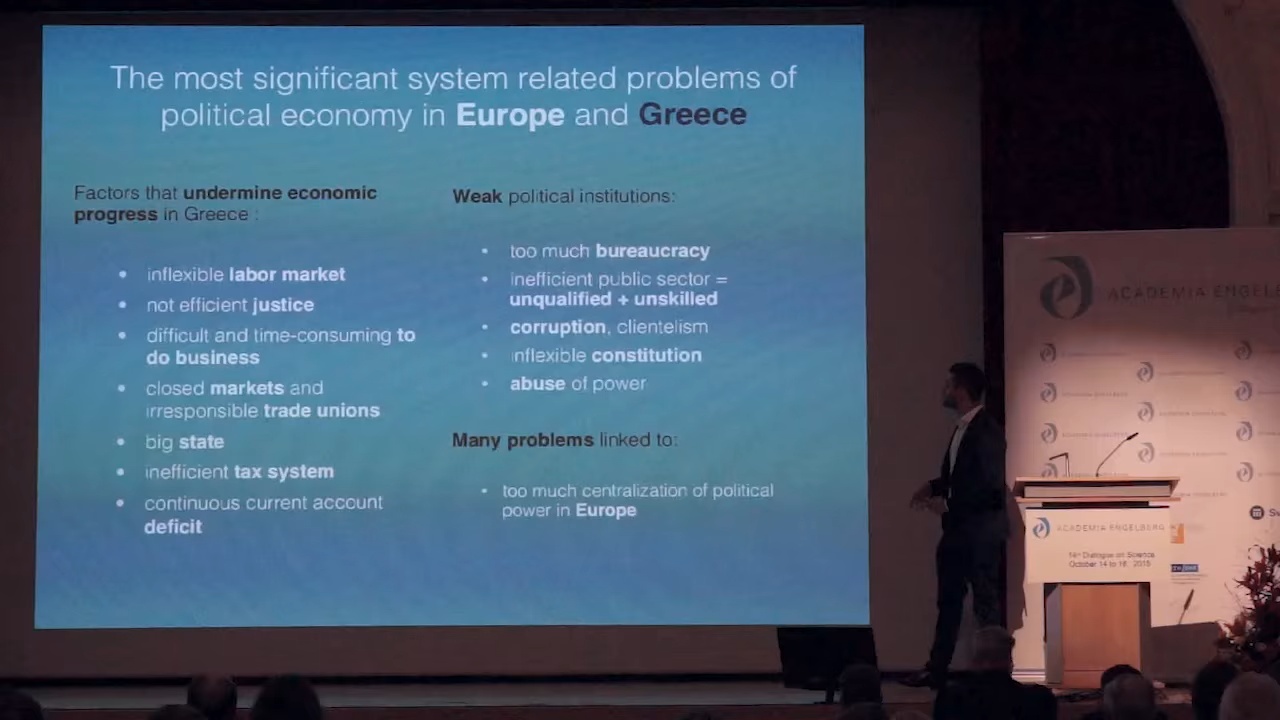 The most significant system related problems of
political economy in Europe and Greece
Factors that undermine economic
progress in Greece :
• inflexible labor market
• not efficient justice
• difficult and time-consuming to
do business
• closed markets and
irresponsible trade unions
• big state
• inefficient tax system
• continuous current account
deficit
Weak political institutions:
• too much bureaucracy
• inefficient public sector =
unqualified + unskilled
• corruption, clientelism
• inflexible constitution
• abuse of power
Many problems linked to:
• too much centralization of political
power in Europe
ACADEMIA ENGELB
ACADEMIA ENGELBERG
14th Dialogue on Science
October 14 to 16, 2015